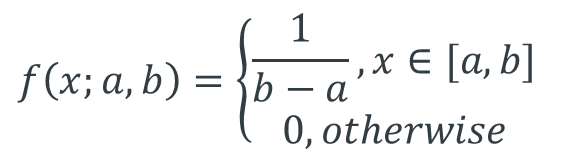 f(x; a, b) = { 1/(b − a), x ∈ [a, b]
0, otherwise